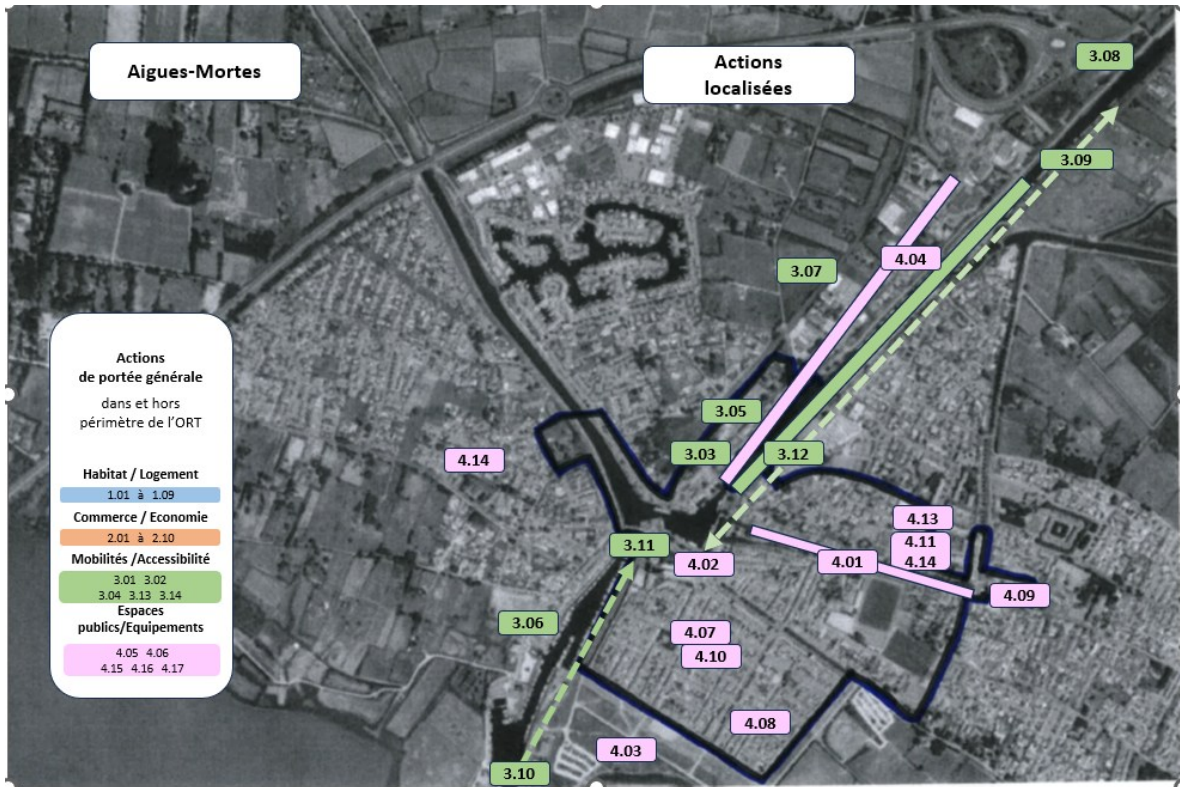 Aigues-Mortes
Actions
localisées
3.08
3.09
4.04
3.07
3.05
3.03
3.12
4.14
4.13
4.11
4.14
4.01
4.09
3.11
4.02
3.06
4.07
4.10
4.08
4.03
3.10
Actions
de portée générale
dans et hors
périmètre de l’ORT
Habitat / Logement
1.01 à 1.09
Commerce / Economie
2.01 à 2.10
Mobilités /Accessibilité
3.01 3.02
3.04 3.13 3.14
Espaces
publics/Equipements
4.05 4.06
4.15 4.16 4.17